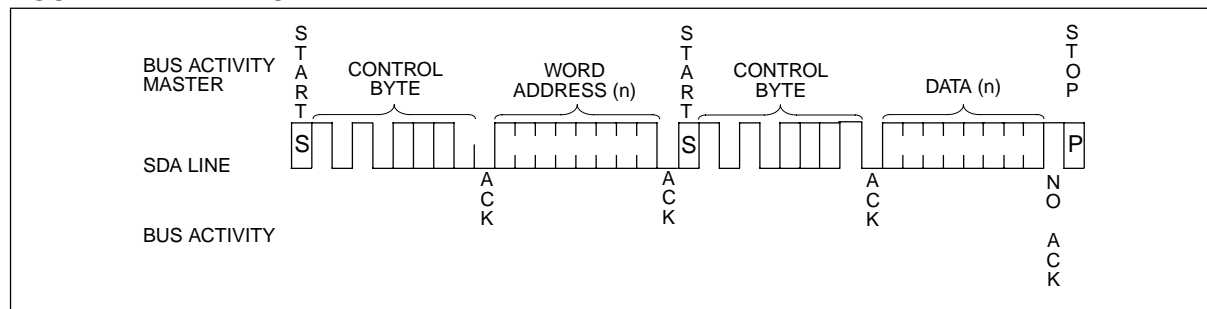 START
BUS ACTIVITY
MASTER
CONTROL
BYTE
WORD
ADDRESS (n)
START
CONTROL
BYTE
DATA (n)
STOP
SDA LINE
S
S
P
ACK
ACK
ACK
NO ACK
BUS ACTIVITY